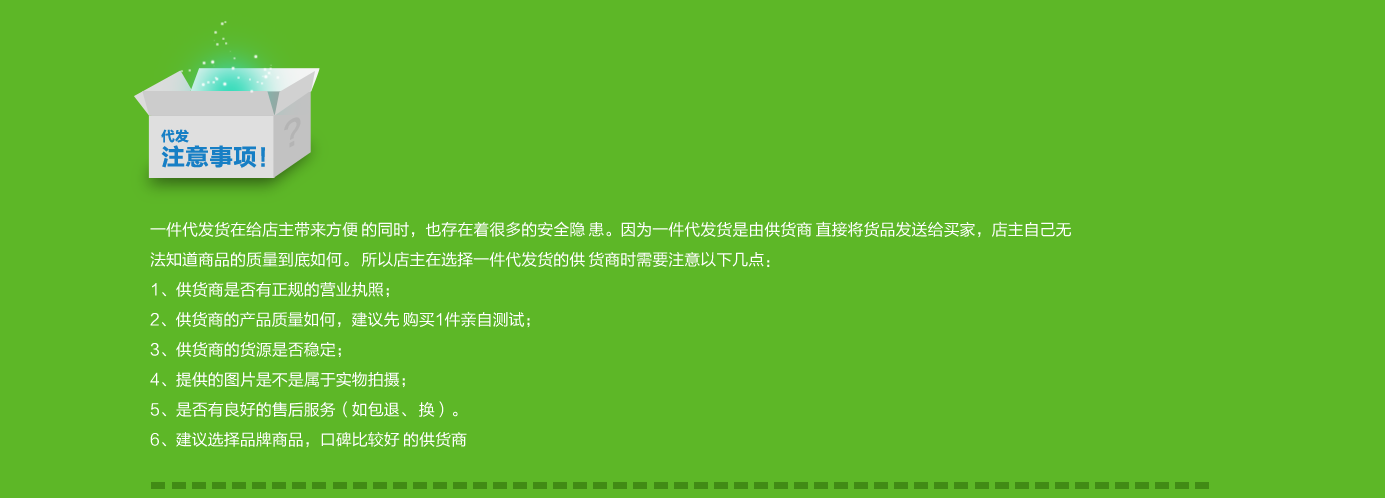 代发
注意事项！
?
一件代发货在给店主带来方便的同时，也存在着很多的安全隐患。因为一件代发货是由供货商直接将货品发送给买家，店主自己无
法知道商品的质量到底如何。所以店主在选择一件代发货的供货商时需要注意以下几点：
1、供货商是否有正规的营业执照；
2、供货商的产品质量如何，建议先购买1件亲自测试；
3、供货商的货源是否稳定；
4、提供的图片是不是属于实物拍摄；
5、是否有良好的售后服务（如包退、换）。
6、建议选择品牌商品，口碑比较好的供货商